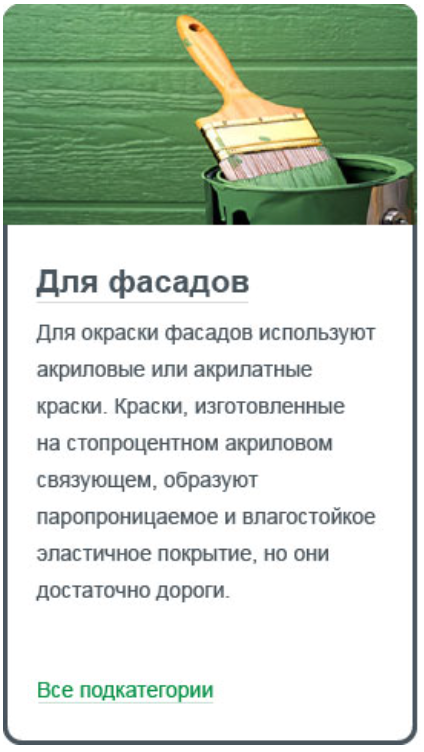 Для фасадов
Для окраски фасадов используют
акриловые или акрилатные
краски. Краски, изготовленные
на стопроцентном акриловом
связующем, образуют
паропроницаемое и влагостойкое
эластичное покрытие, но они
достаточно дороги.
Все подкатегории